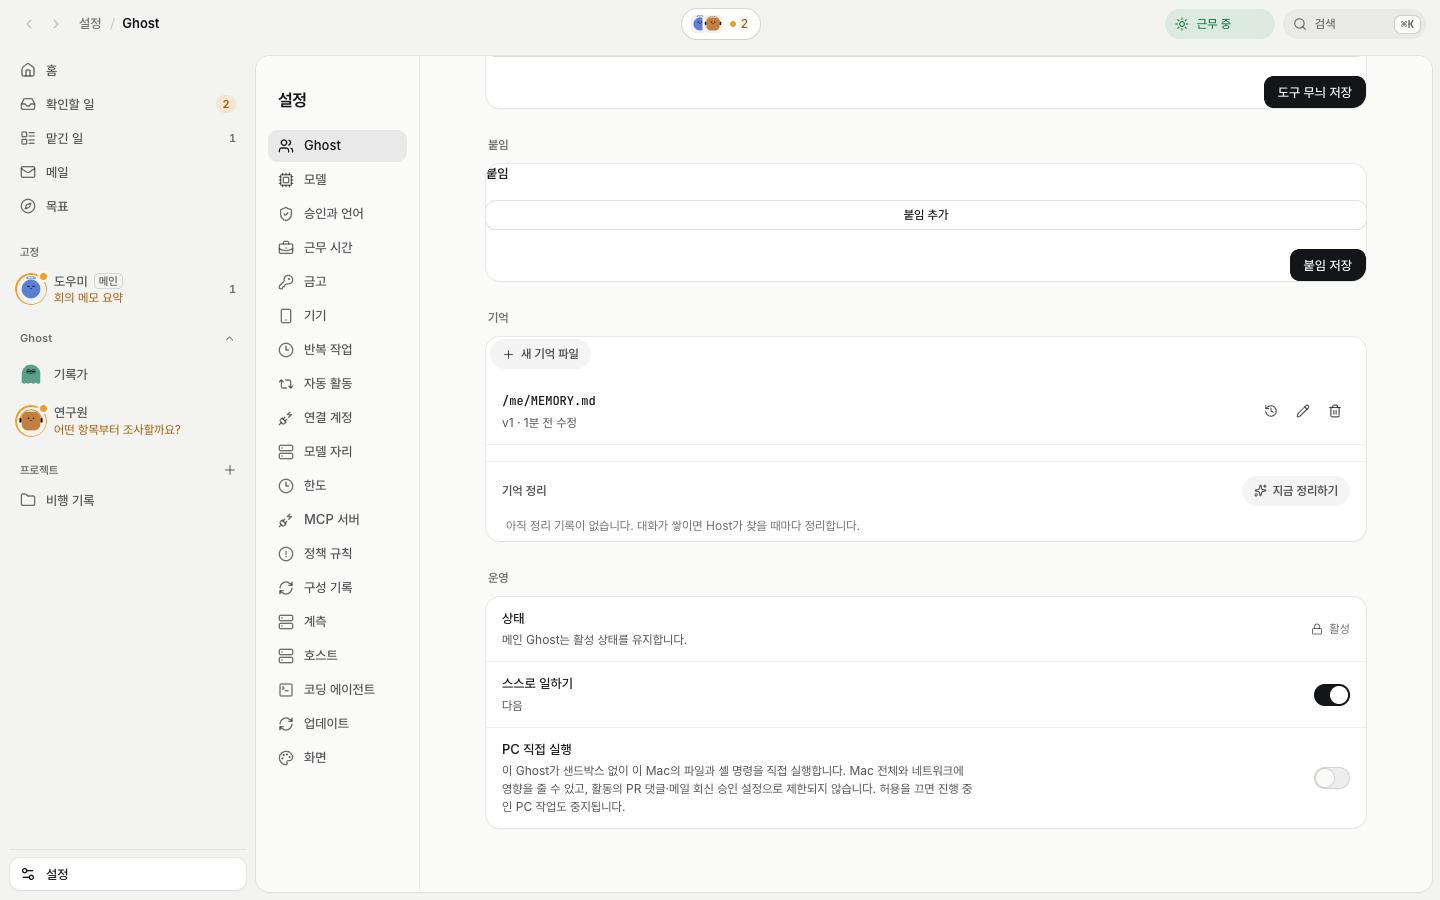 설정 / Ghost
2
근무 중
검색
⌘K
홈
확인할 일
2
맡긴 일
1
메일
목표
고정
도우미
메인
회의 메모 요약
1
Ghost
기록가
연구원
어떤 항목부터 조사할까요?
프로젝트
비행 기록
설정
설정
Ghost
모델
승인과 언어
근무 시간
금고
기기
반복 작업
자동 활동
연결 계정
모델 자리
한도
MCP 서버
정책 규칙
구성 기록
계측
호스트
코딩 에이전트
업데이트
화면
도구 무늬 저장
붙임
붙임
붙임 추가
붙임 저장
기억
새 기억 파일
/me/MEMORY.md
v1 · 1분 전 수정
기억 정리
지금 정리하기
아직 정리 기록이 없습니다. 대화가 쌓이면 Host가 찾을 때마다 정리합니다.
운영
상태
메인 Ghost는 활성 상태를 유지합니다.
활성
스스로 일하기
다음
PC 직접 실행
이 Ghost가 샌드박스 없이 이 Mac의 파일과 셸 명령을 직접 실행합니다. Mac 전체와 네트워크에
영향을 줄 수 있고, 활동의 PR 댓글·메일 회신 승인 설정으로 제한되지 않습니다. 허용을 끄면 진행 중
인 PC 작업도 중지됩니다.